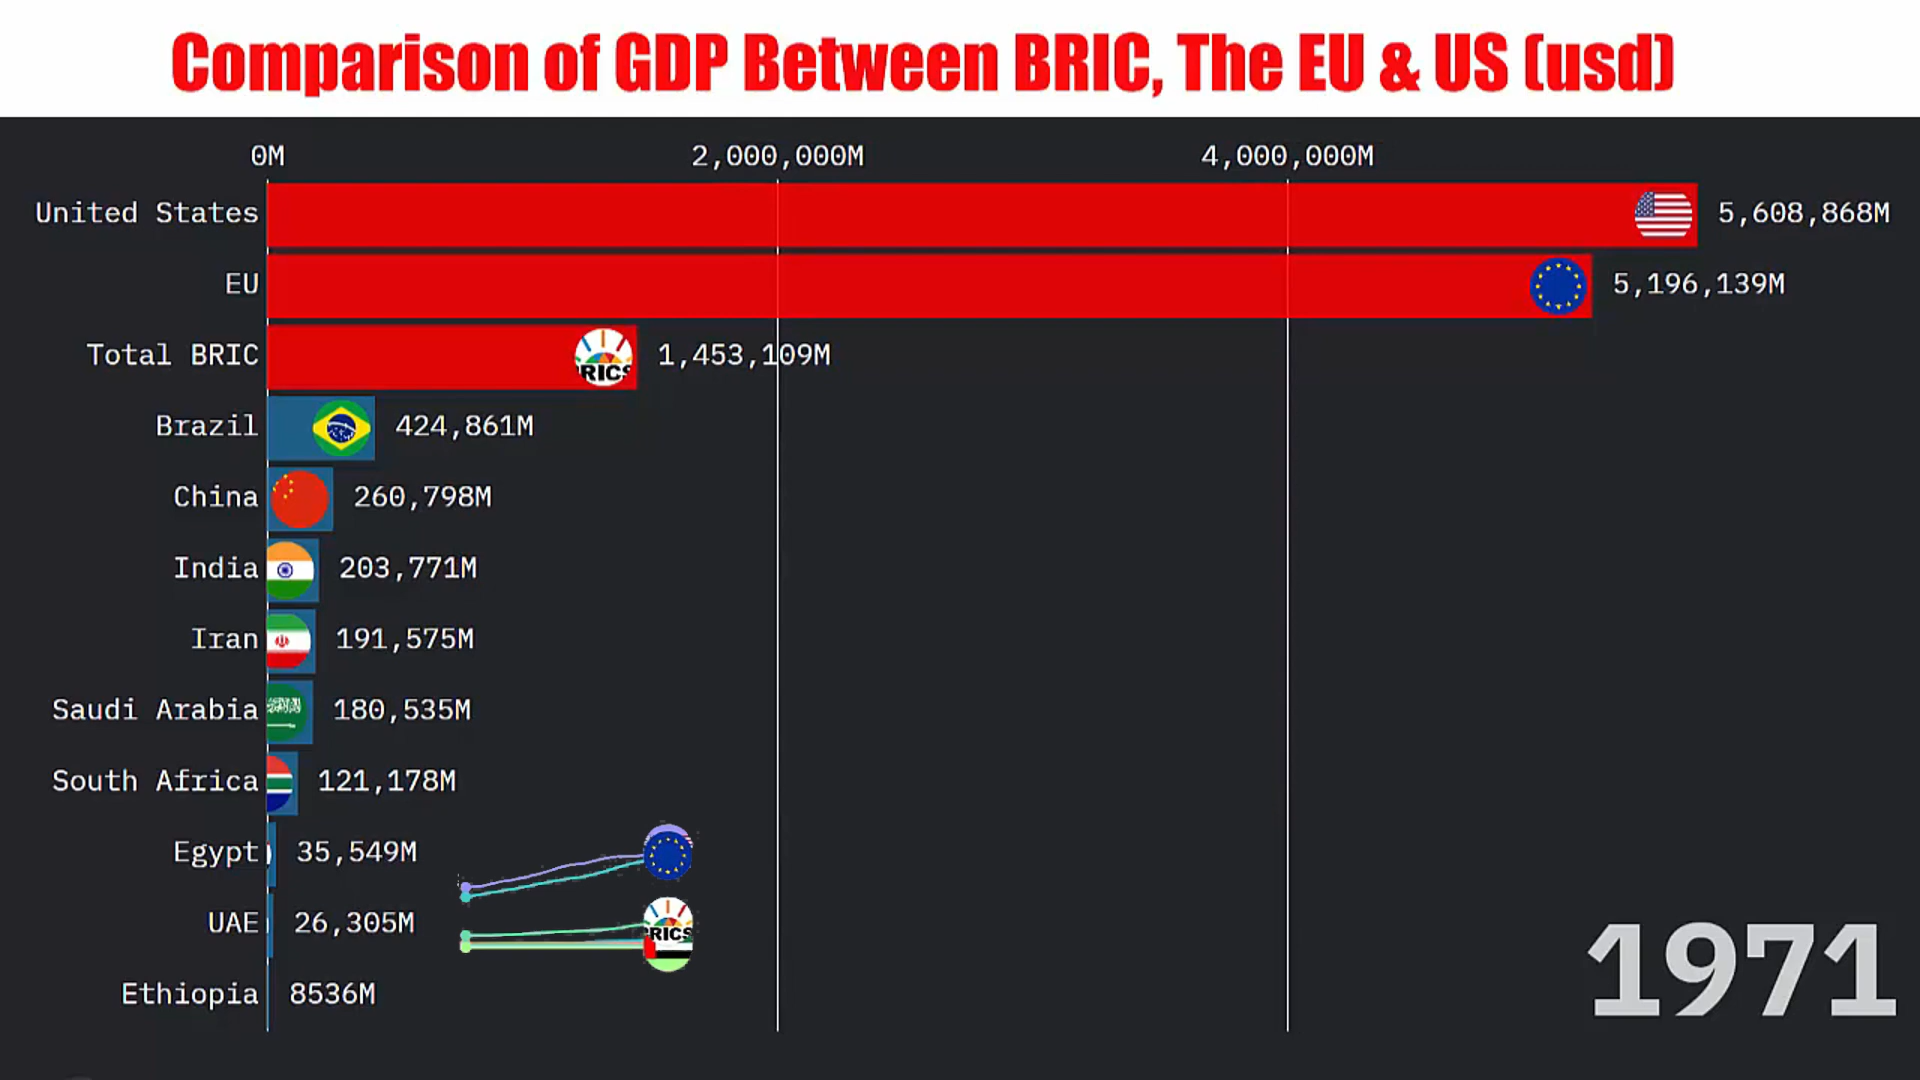 Comparison of GDP Between BRIC, The EU & US (usd)
0M 2,000,000M 4,000,000M
United States 5,608,868M
EU 5,196,139M
Total BRIC RICS 1,453,109M
Brazil 424,861M
China 260,798M
India 203,771M
Iran 191,575M
Saudi Arabia 180,535M
South Africa 121,178M
Egypt 35,549M
UAE 26,305M RICS
Ethiopia 8536M
1971